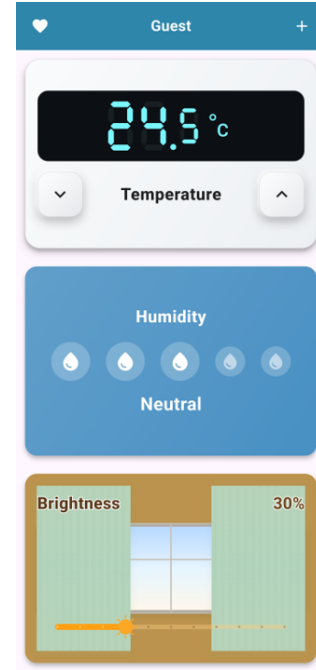 Guest
24.5 °c
Temperature
Humidity
Neutral
Brightness 30%